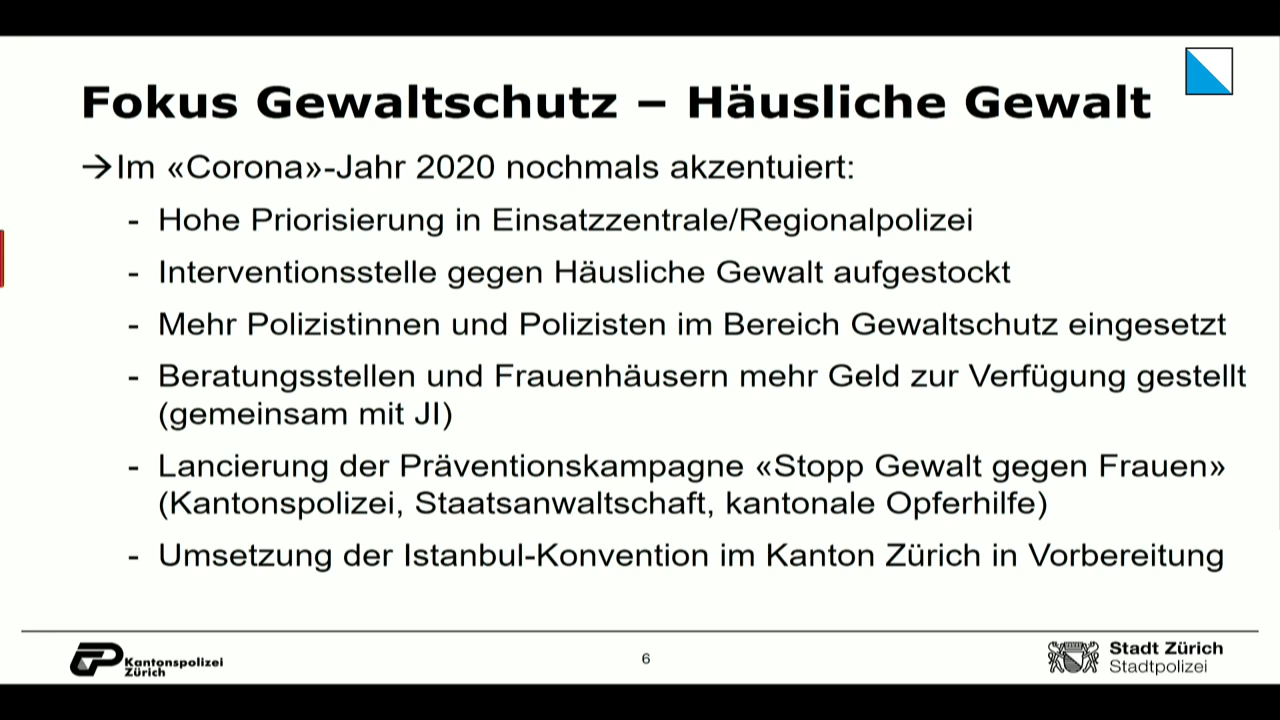 Fokus Gewaltschutz – Häusliche Gewalt
→Im «Corona»-Jahr 2020 nochmals akzentuiert:
- Hohe Priorisierung in Einsatzzentrale/Regionalpolizei
- Interventionsstelle gegen Häusliche Gewalt aufgestockt
- Mehr Polizistinnen und Polizisten im Bereich Gewaltschutz eingesetzt
- Beratungsstellen und Frauenhäusern mehr Geld zur Verfügung gestellt
(gemeinsam mit JI)
- Lancierung der Präventionskampagne «Stopp Gewalt gegen Frauen»
(Kantonspolizei, Staatsanwaltschaft, kantonale Opferhilfe)
- Umsetzung der Istanbul-Konvention im Kanton Zürich in Vorbereitung
Kantonspolizei
Zürich
6
Stadt Zürich
Stadtpolizei